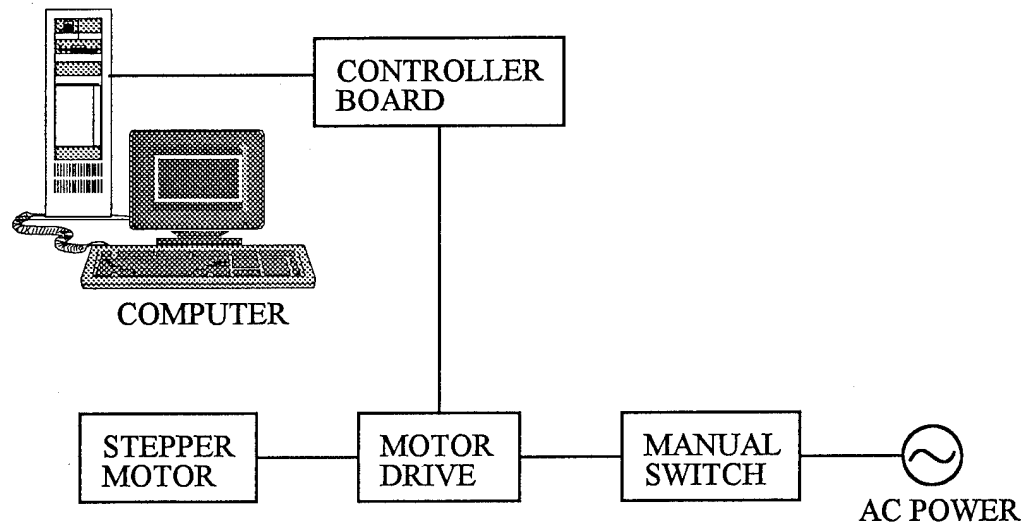 CONTROLLER
BOARD
COMPUTER
STEPPER
MOTOR
MOTOR
DRIVE
MANUAL
SWITCH
AC POWER